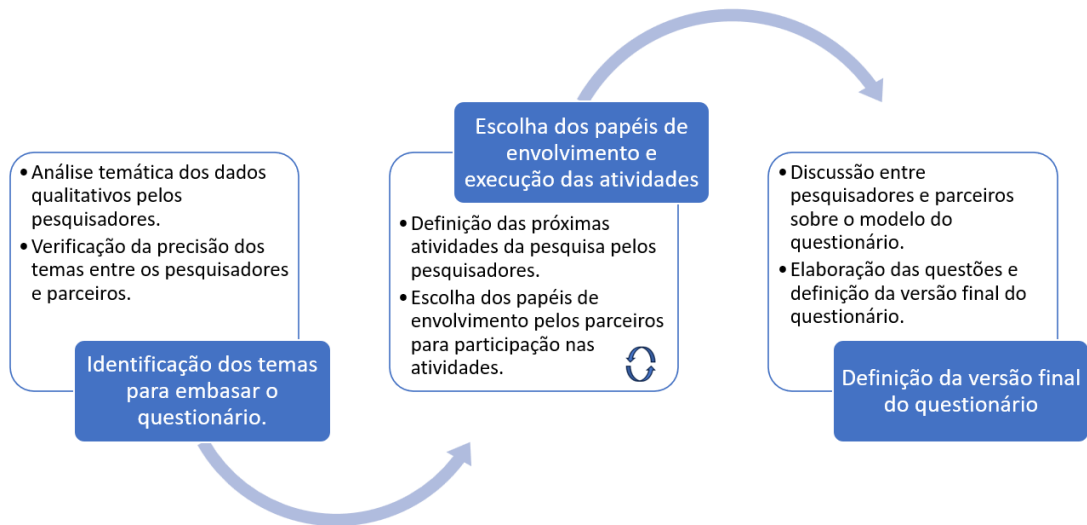 • Análise temática dos dados
qualitativos pelos
pesquisadores.
• Verificação da precisão dos
temas entre os pesquisadores
e parceiros.
Identificação dos temas
para embasar o
questionário.
Escolha dos papéis de
envolvimento e
execução das atividades
• Definição das próximas
atividades da pesquisa pelos
pesquisadores.
• Escolha dos papéis de
envolvimento pelos parceiros
para participação nas
atividades.
• Discussão entre
pesquisadores e parceiros
sobre o modelo do
questionário.
• Elaboração das questões e
definição da versão final do
questionário.
Definição da versão final
do questionário